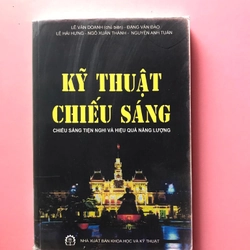 LÊ VĂN DOANH (chủ biên) - ĐẶNG VĂN ĐÀO
LÊ HẢI HƯNG - NGÔ XUÂN THÀNH - NGUYỄN ANH TUẤN
KỸ THUẬT
CHIẾU SÁNG
CHIẾU SÁNG TIỆN NGHI VÀ HIỆU QUẢ NĂNG LƯỢNG
NHÀ XUẤT BẢN KHOA HỌC VÀ KỸ THUẬT